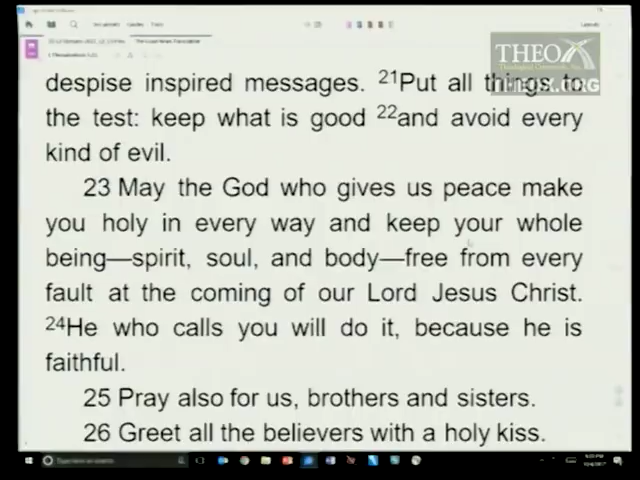 THEOX
THEOX.ORG
despise inspired messages. 21Put all things to
the test: keep what is good 22and avoid every
kind of evil.
23 May the God who gives us peace make
you holy in every way and keep your whole
being—spirit, soul, and body—free from every
fault at the coming of our Lord Jesus Christ.
24He who calls you will do it, because he is
faithful.
25 Pray also for us, brothers and sisters.
26 Greet all the believers with a holy kiss.